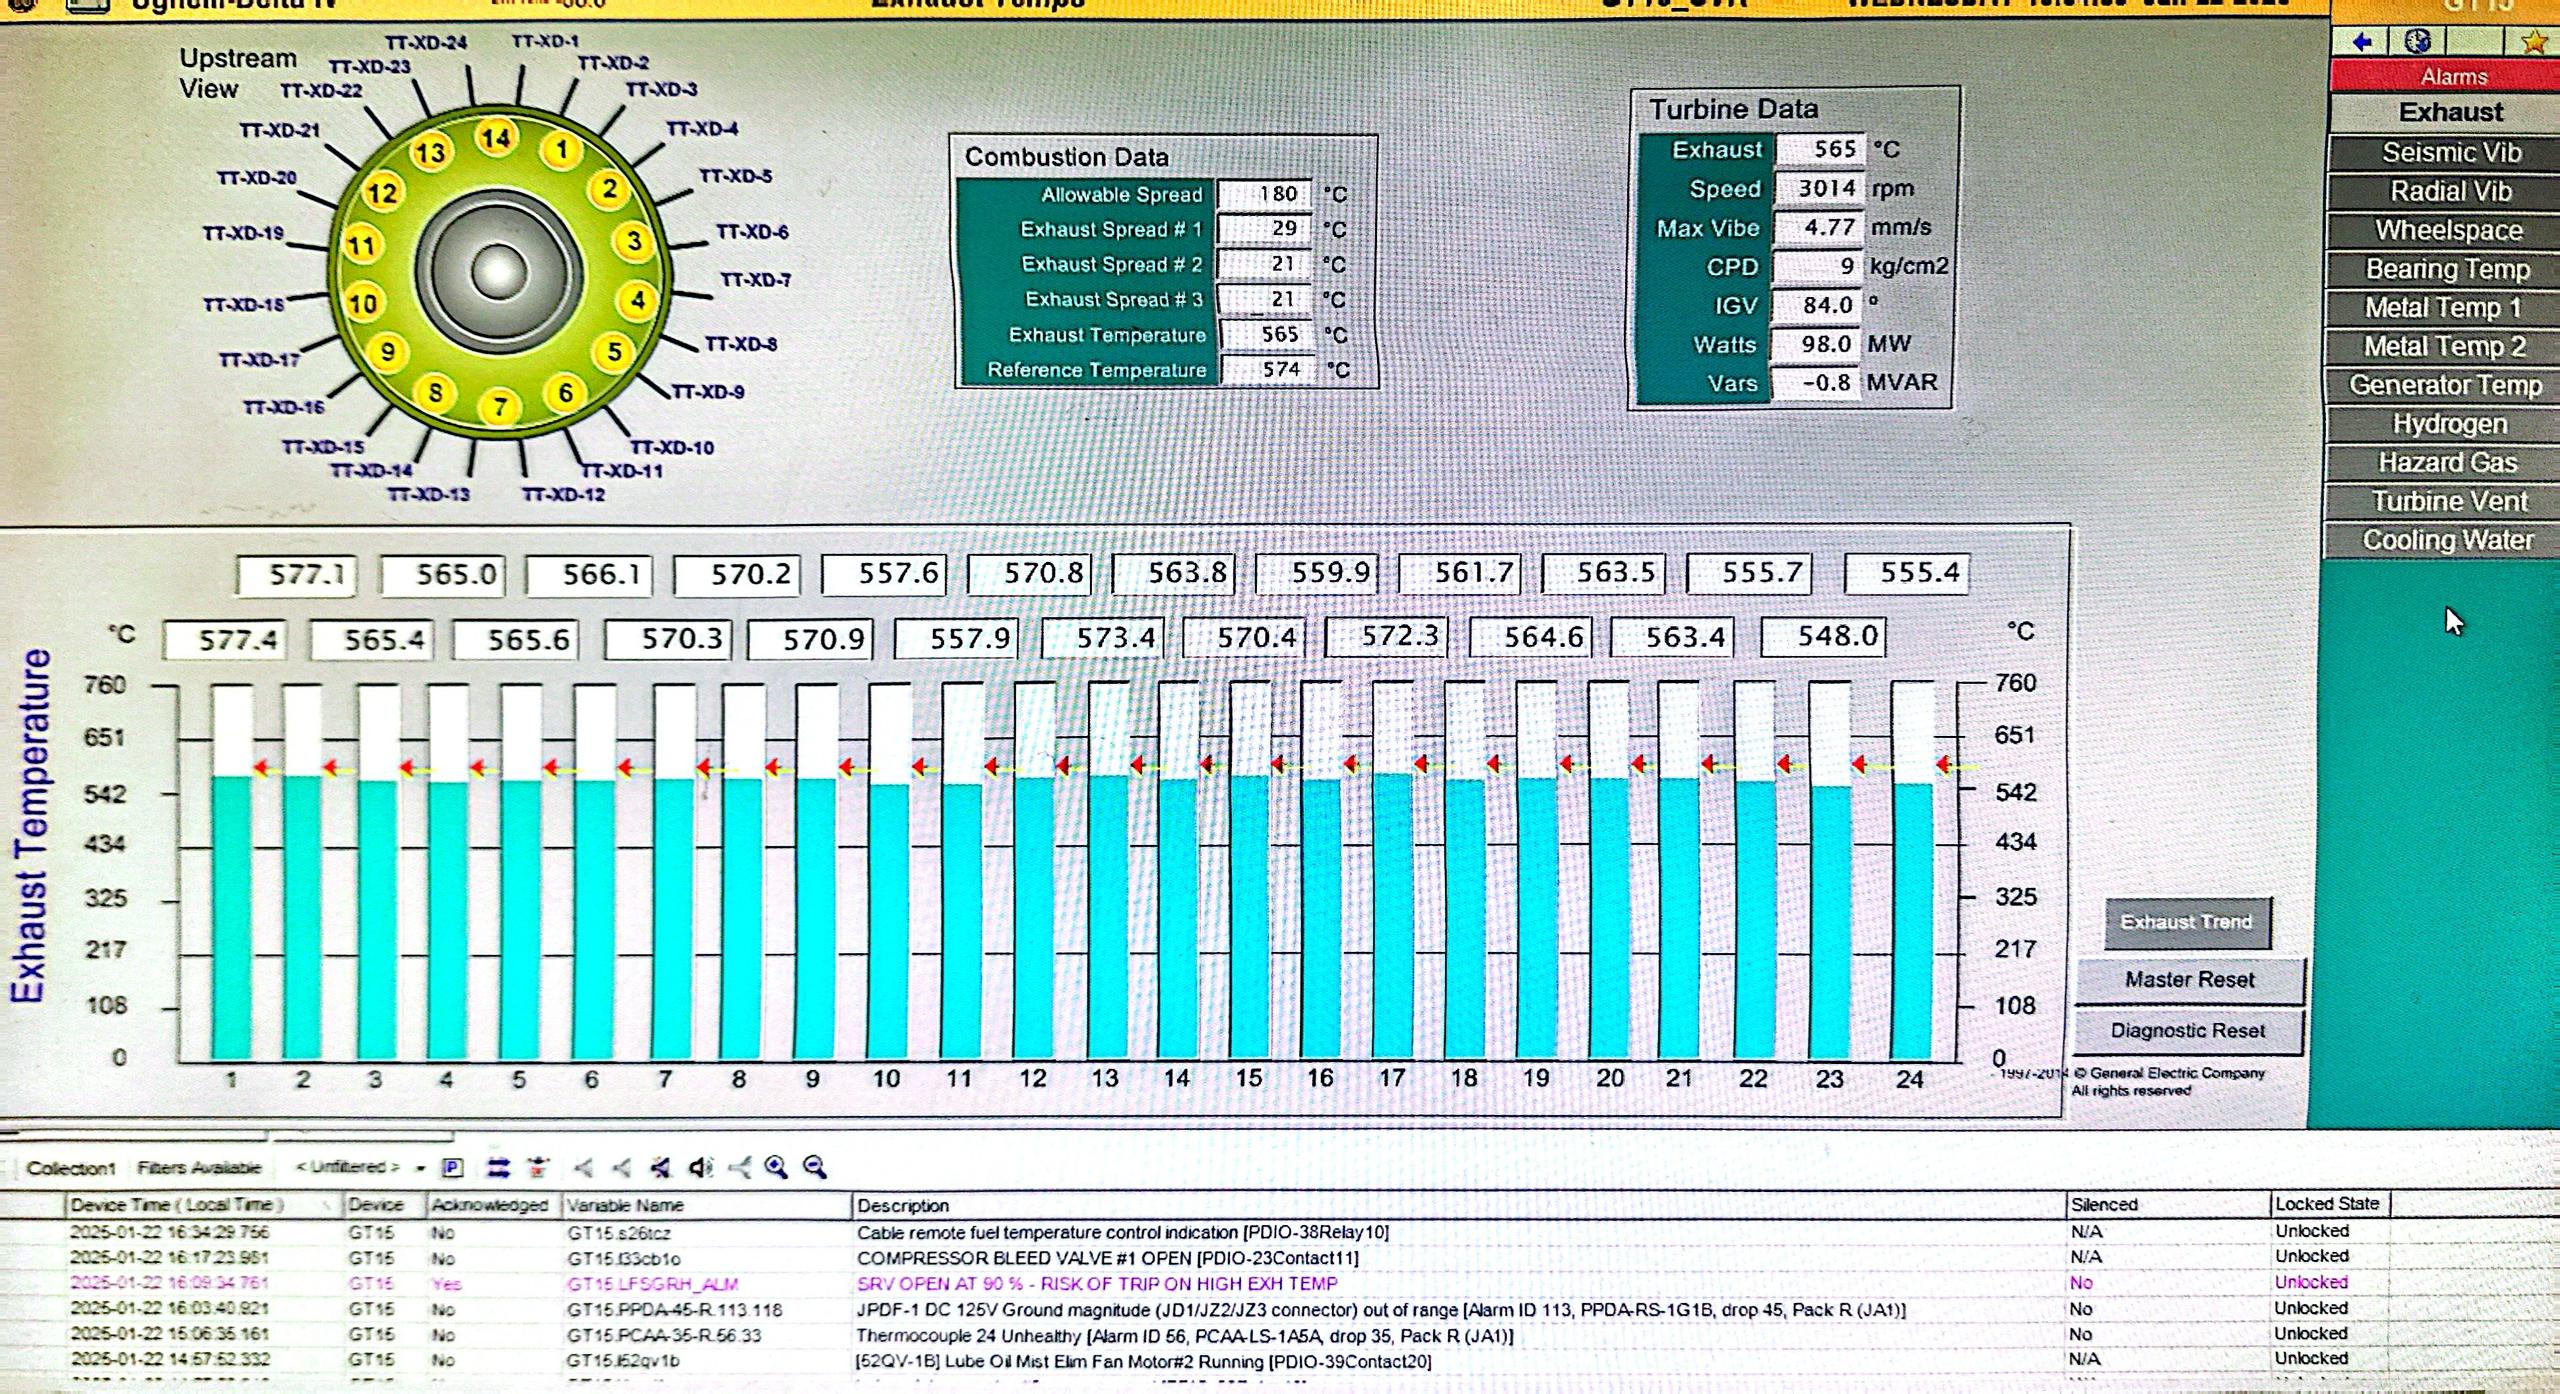 Exhaust Temps
GT15
Upstream
View
TT-XD-24
TT-XD-1
TT-XD-23
TT-XD-2
TT-XD-22
TT-XD-3
TT-XD-21
TT-XD-4
TT-XD-20
TT-XD-5
TT-XD-19
TT-XD-6
TT-XD-18
TT-XD-7
TT-XD-17
TT-XD-8
TT-XD-16
TT-XD-9
TT-XD-15
TT-XD-10
TT-XD-14
TT-XD-11
TT-XD-13
TT-XD-12
14
13
1
12
2
11
3
10
4
9
5
8
6
7
Combustion Data
Allowable Spread 180 °C
Exhaust Spread # 1 29 °C
Exhaust Spread # 2 21 °C
Exhaust Spread # 3 21 °C
Exhaust Temperature 565 °C
Reference Temperature 574 °C
Turbine Data
Exhaust 565 °C
Speed 3014 rpm
Max Vibe 4.77 mm/s
CPD 9 kg/cm2
IGV 84.0 °
Watts 98.0 MW
Vars -0.8 MVAR
Alarms
Exhaust
Seismic Vib
Radial Vib
Wheelspace
Bearing Temp
Metal Temp 1
Metal Temp 2
Generator Temp
Hydrogen
Hazard Gas
Turbine Vent
Cooling Water
577.1 565.0 566.1 570.2 557.6 570.8 563.8 559.9 561.7 563.5 555.7 555.4
°C 577.4 565.4 565.6 570.3 570.9 557.9 573.4 570.4 572.3 564.6 563.4 548.0 °C
Exhaust Temperature
760 760
651 651
542 542
434 434
325 325
217 217
108 108
0 0
1 2 3 4 5 6 7 8 9 10 11 12 13 14 15 16 17 18 19 20 21 22 23 24
Exhaust Trend
Master Reset
Diagnostic Reset
1997-2014 © General Electric Company
All rights reserved
Collection1 Filters Available < Unfiltered > P
Device Time ( Local Time ) Device Acknowledged Variable Name Description Silenced Locked State
2025-01-22 16:34:29.756 GT15 No GT15.s26tcz Cable remote fuel temperature control indication [PDIO-38Relay10] N/A Unlocked
2025-01-22 16:17:23.981 GT15 No GT15.l33cb1o COMPRESSOR BLEED VALVE #1 OPEN [PDIO-23Contact11] N/A Unlocked
2025-01-22 16:09:34.761 GT15 Yes GT15.LFSGRH_ALM SRV OPEN AT 90 % - RISK OF TRIP ON HIGH EXH TEMP No Unlocked
2025-01-22 16:03:40.921 GT15 No GT15.PPDA-45-R.113.118 JPDF-1 DC 125V Ground magnitude (JD1/JZ2/JZ3 connector) out of range [Alarm ID 113, PPDA-RS-1G1B, drop 45, Pack R (JA1)] No Unlocked
2025-01-22 15:06:35.161 GT15 No GT15.PCAA-35-R.56.33 Thermocouple 24 Unhealthy [Alarm ID 56, PCAA-LS-1A5A, drop 35, Pack R (JA1)] No Unlocked
2025-01-22 14:57:52.332 GT15 No GT15.l52qv1b [52QV-1B] Lube Oil Mist Elim Fan Motor#2 Running [PDIO-39Contact20] N/A Unlocked